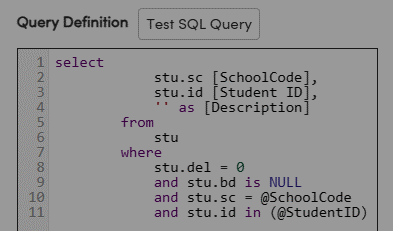 Query Definition Test SQL Query
1 select
2 stu.sc [SchoolCode],
3 stu.id [Student ID],
4 '' as [Description]
5 from
6 stu
7 where
8 stu.del = 0
9 and stu.bd is NULL
10 and stu.sc = @SchoolCode
11 and stu.id in (@StudentID)